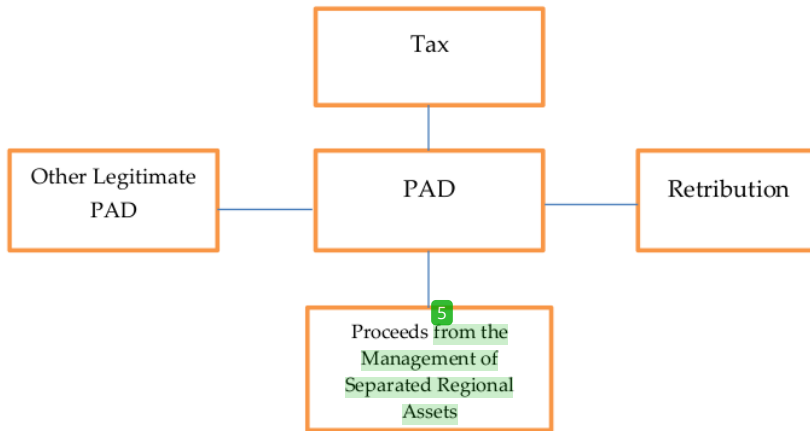 Tax
Other Legitimate
PAD
PAD
Retribution
5
Proceeds from the
Management of
Separated Regional
Assets